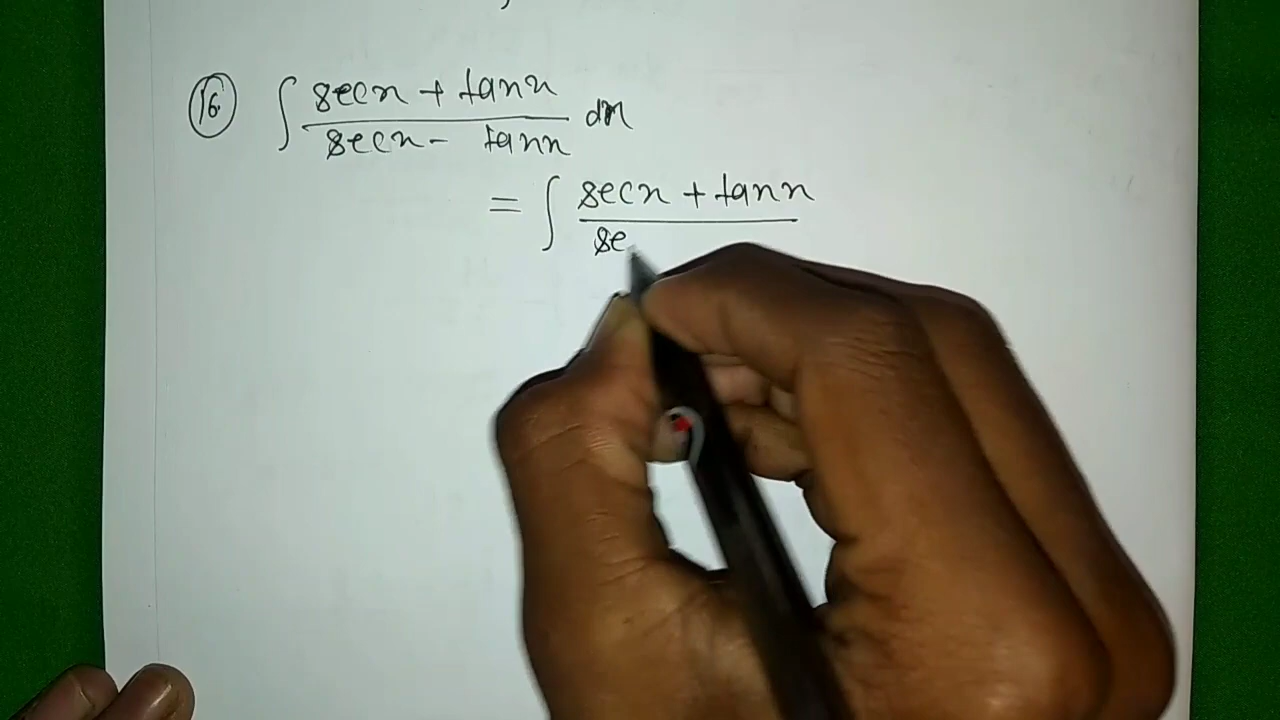 16. ∫ (secx + tanx)/(secx - tanx) dx
= ∫ (secx + tanx)/(se